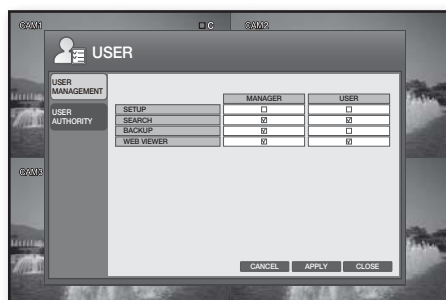 CAM1 C CAM2
USER
USER MANAGEMENT
USER AUTHORITY
MANAGER USER
SETUP
SEARCH
BACKUP
WEB VIEWER
CAM3
CANCEL APPLY CLOSE